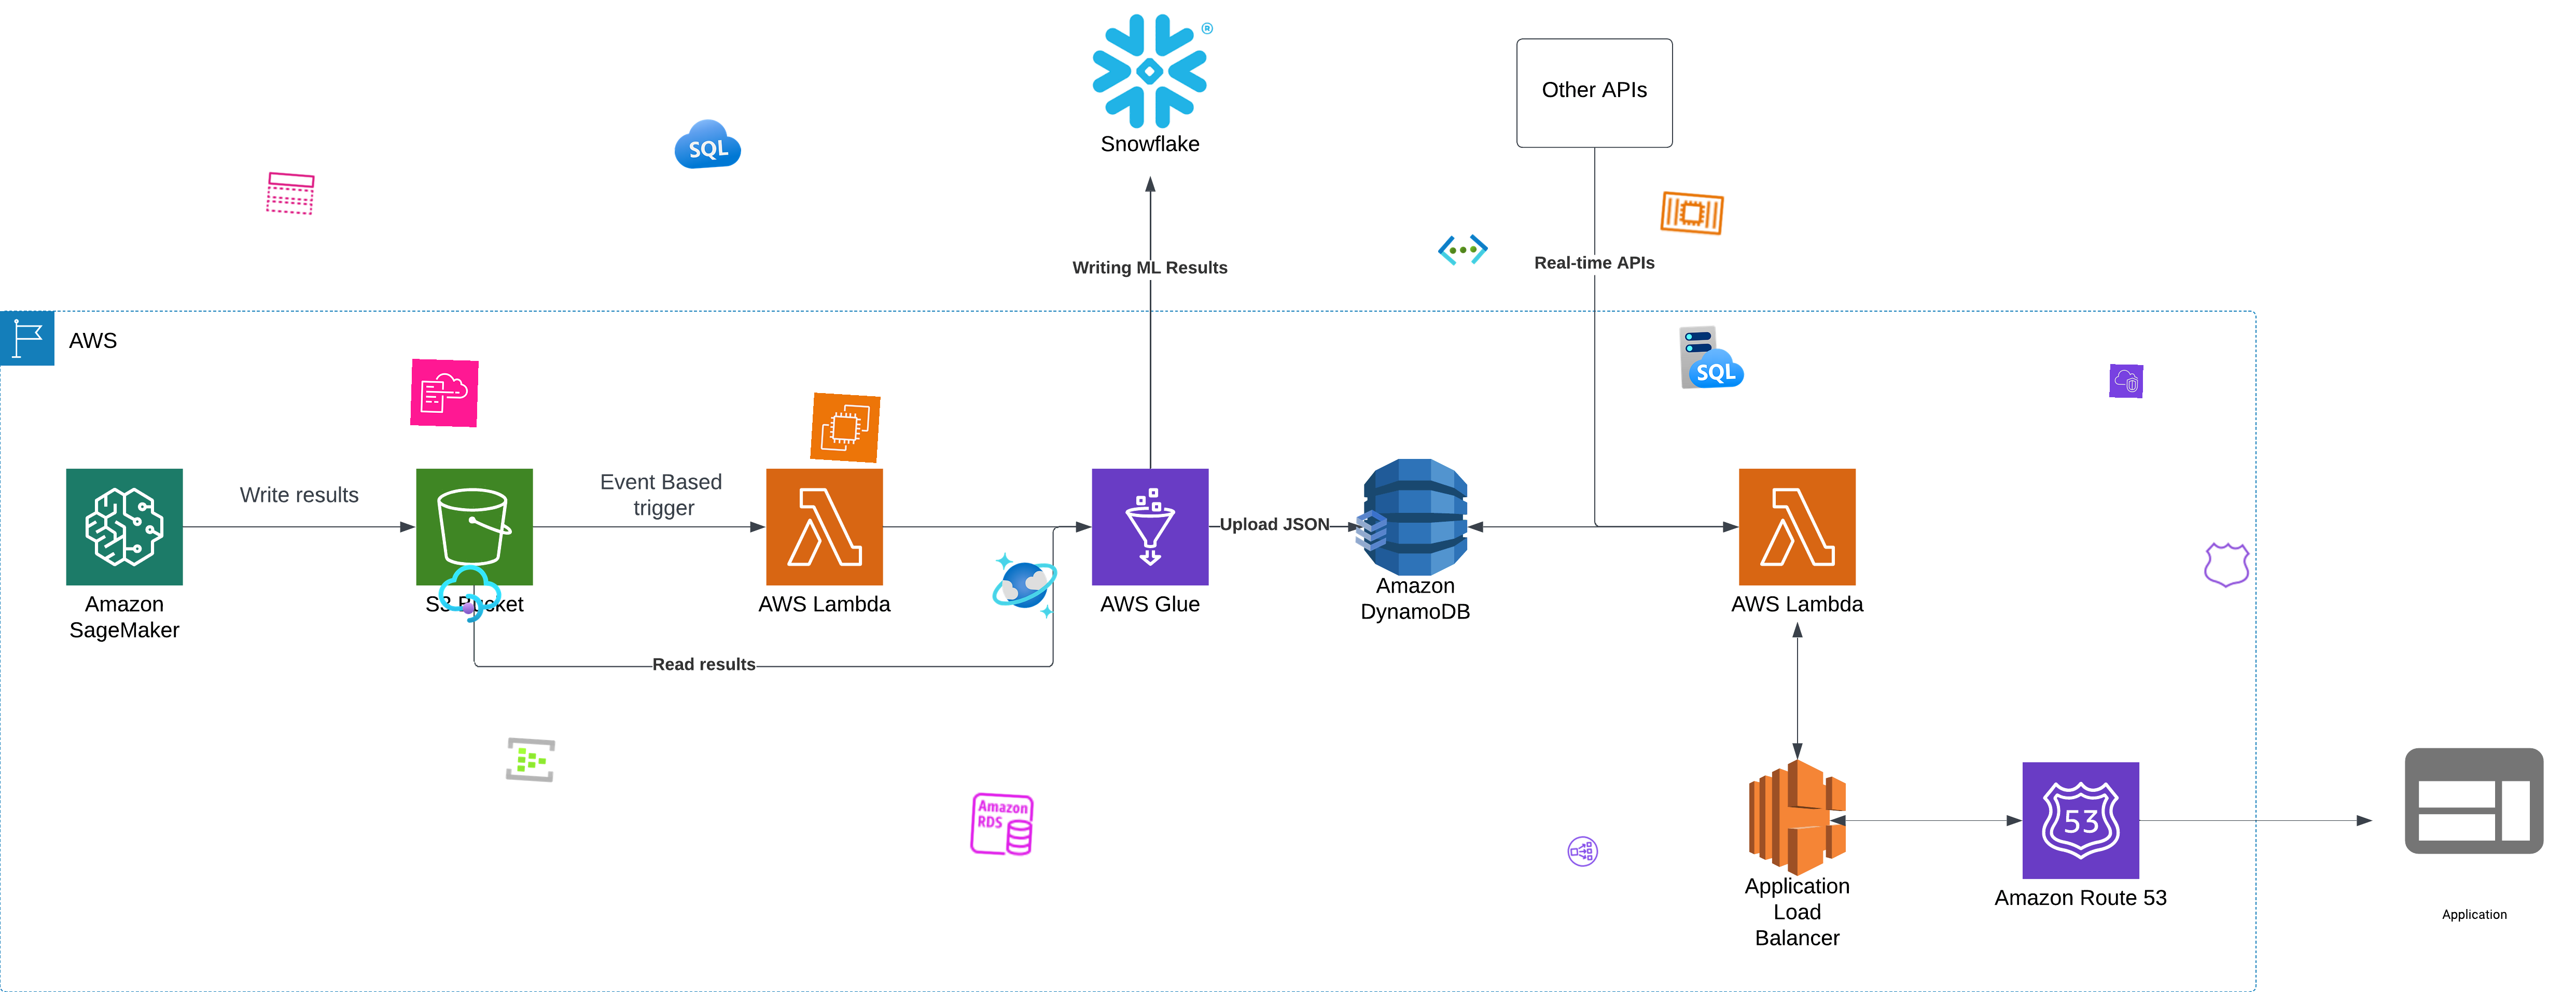 ®
Snowflake
Other APIs
SQL
Writing ML Results
Real-time APIs
AWS
SQL
Write results
Event Based
trigger
Upload JSON
Amazon
SageMaker
S3 Bucket
AWS Lambda
AWS Glue
Amazon
DynamoDB
AWS Lambda
Read results
Amazon
RDS
53
Application
Load
Balancer
Amazon Route 53
Application